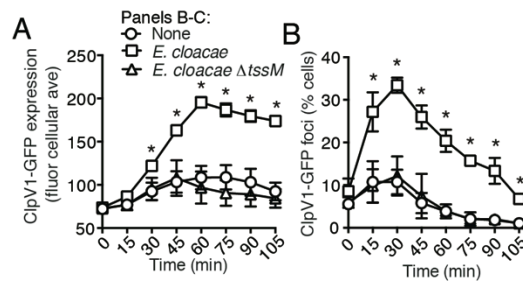 Panels B-C:
None
E. cloacae
E. cloacae ΔtssM
A
ClpV1-GFP expression
(fluor cellular ave)
250
200
150
100
50
* * * * * *
0 15 30 45 60 75 90 105
Time (min)
B
ClpV1-GFP foci (% cells)
40
30
20
10
0
* * * * * * *
0 15 30 45 60 75 90 105
Time (min)